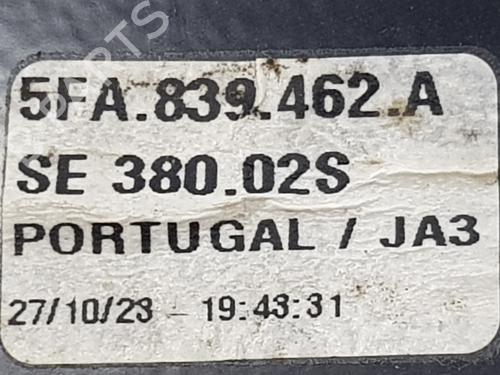 5FA.839.462.A
SE 380.02S
PORTUGAL / JA3
27/10/23 - 19:43:31